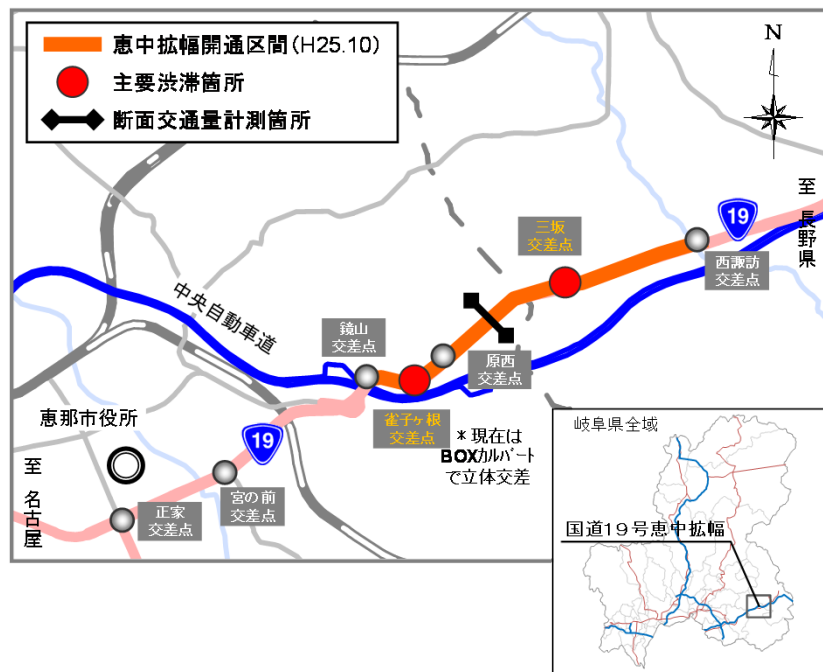 恵中拡幅開通区間(H25.10)
主要渋滞箇所
断面交通量計測箇所
N
至 長野県
19
三坂
交差点
西諏訪
交差点
中央自動車道
鏡山
交差点
原西
交差点
雀子ヶ根
交差点
*現在は
BOXカルバート
で立体交差
恵那市役所
19
至 名古屋
宮の前
交差点
正家
交差点
岐阜県全域
国道19号恵中拡幅